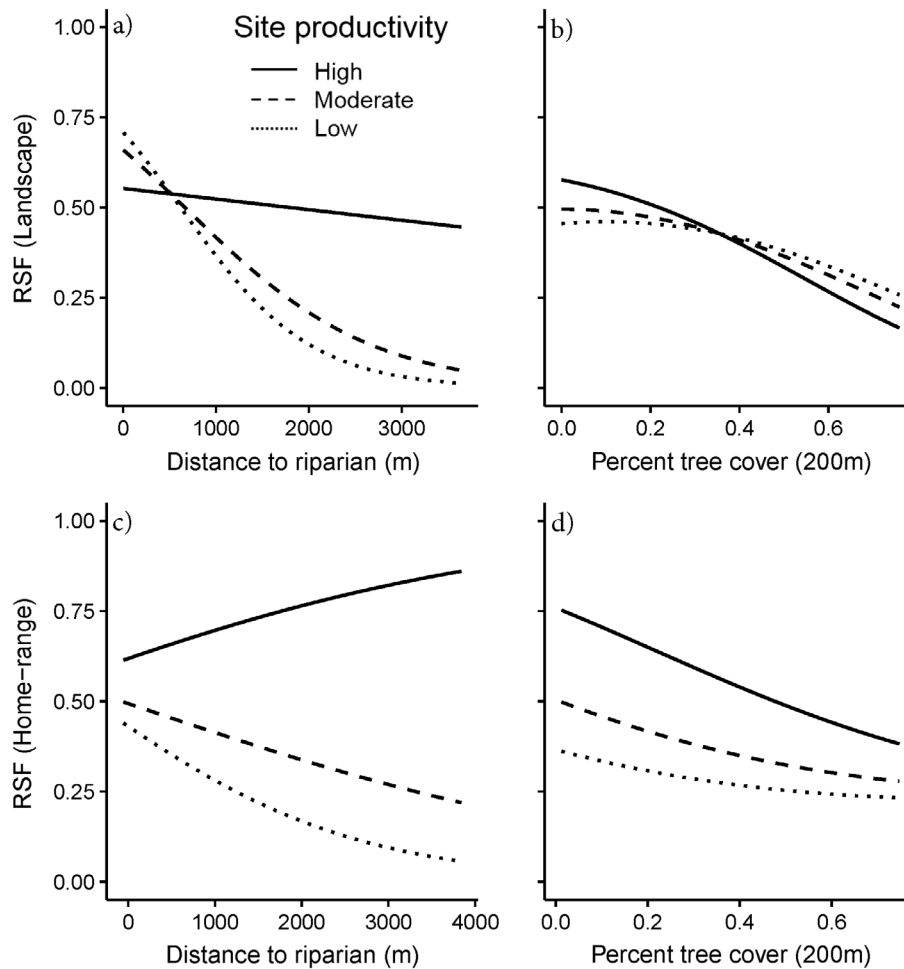 a)
Site productivity
High
Moderate
Low
RSF (Landscape)
1.00
0.75
0.50
0.25
0.00
0 1000 2000 3000
Distance to riparian (m)
b)
0.0 0.2 0.4 0.6
Percent tree cover (200m)
c)
RSF (Home−range)
1.00
0.75
0.50
0.25
0.00
0 1000 2000 3000 4000
Distance to riparian (m)
d)
0.0 0.2 0.4 0.6
Percent tree cover (200m)